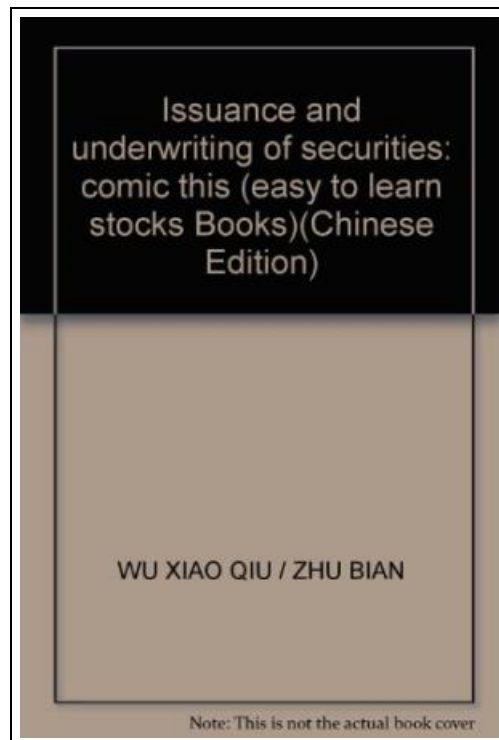 Issuance and
underwriting of securities:
comic this (easy to learn
stocks Books)(Chinese
Edition)
WU XIAO QIU / ZHU BIAN
Note: This is not the actual book cover